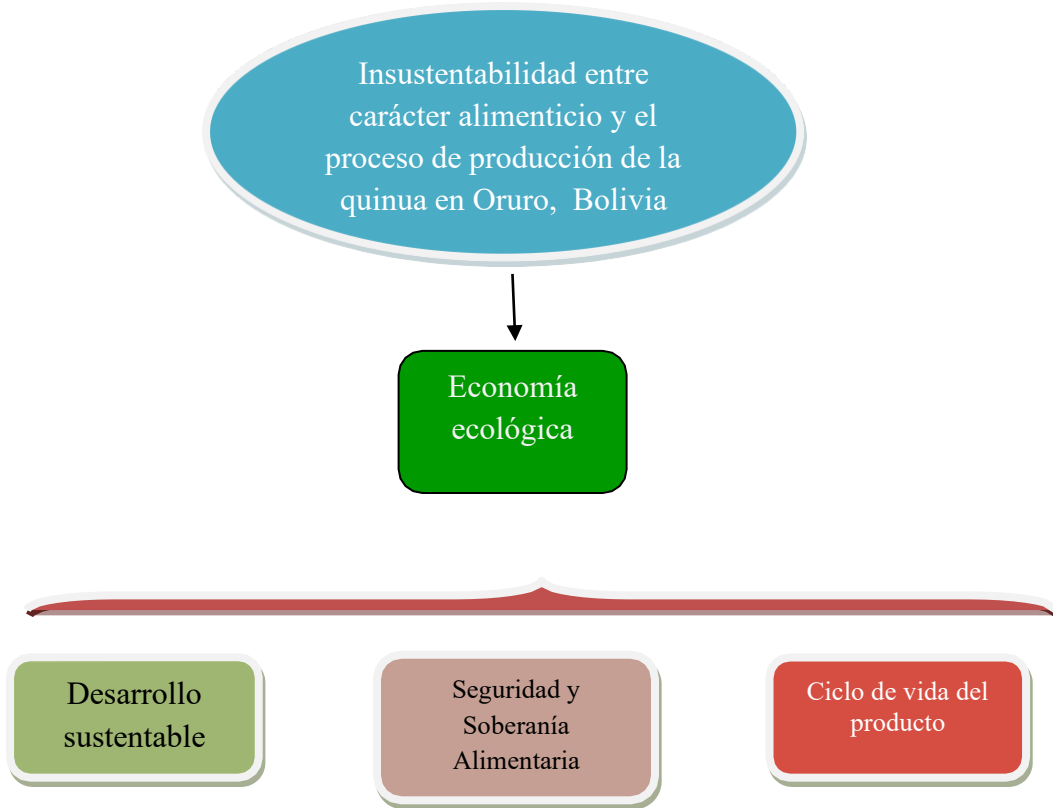 Insustentabilidad entre
carácter alimenticio y el
proceso de producción de la
quinua en Oruro,  Bolivia
Economía
ecológica
Desarrollo
sustentable
Seguridad y
Soberanía
Alimentaria
Ciclo de vida del
producto